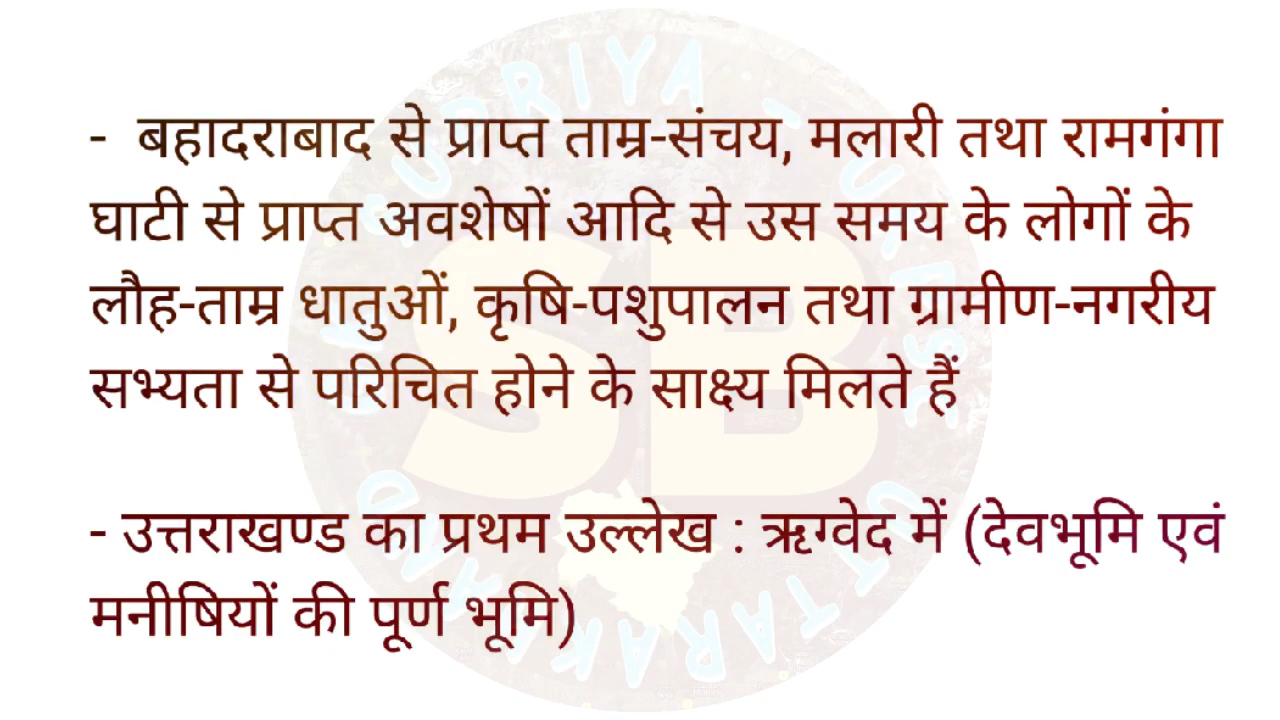 - बहादराबाद से प्राप्त ताम्र-संचय, मलारी तथा रामगंगा
घाटी से प्राप्त अवशेषों आदि से उस समय के लोगों के
लौह-ताम्र धातुओं, कृषि-पशुपालन तथा ग्रामीण-नगरीय
सभ्यता से परिचित होने के साक्ष्य मिलते हैं
- उत्तराखण्ड का प्रथम उल्लेख : ऋग्वेद में (देवभूमि एवं
मनीषियों की पूर्ण भूमि)
SB